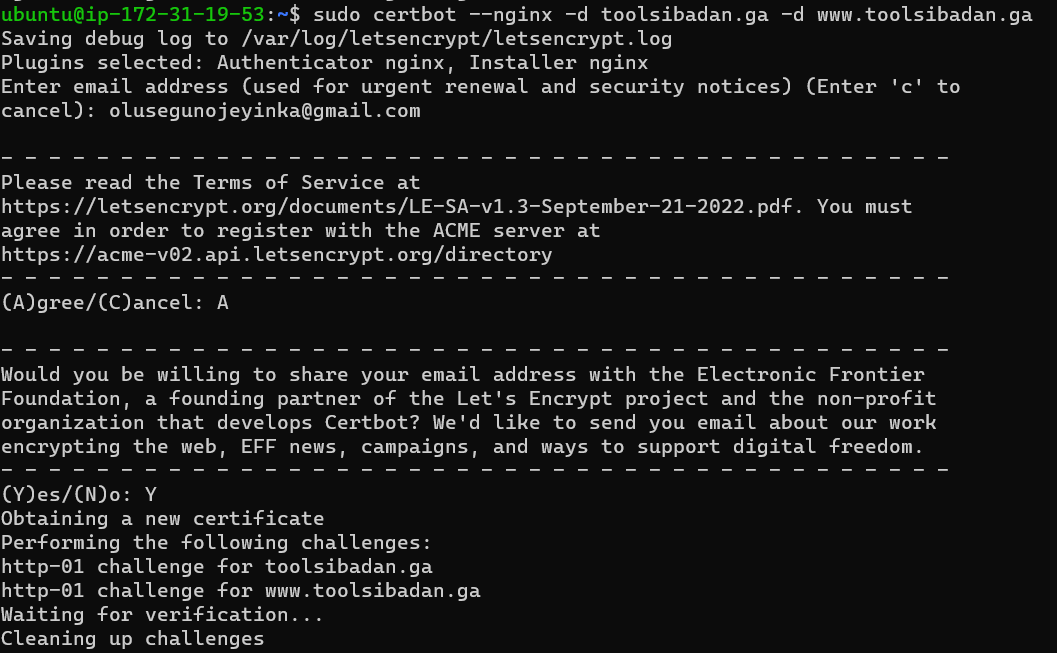 ubuntu@ip-172-31-19-53:~$ sudo certbot --nginx -d toolsibadan.ga -d www.toolsibadan.ga
Saving debug log to /var/log/letsencrypt/letsencrypt.log
Plugins selected: Authenticator nginx, Installer nginx
Enter email address (used for urgent renewal and security notices) (Enter 'c' to
cancel): olusegunojeyinka@gmail.com
- - - - - - - - - - - - - - - - - - - - - - - - - - - - - - - - - - - - - - - -
Please read the Terms of Service at
https://letsencrypt.org/documents/LE-SA-v1.3-September-21-2022.pdf. You must
agree in order to register with the ACME server at
https://acme-v02.api.letsencrypt.org/directory
- - - - - - - - - - - - - - - - - - - - - - - - - - - - - - - - - - - - - - - -
(A)gree/(C)ancel: A
- - - - - - - - - - - - - - - - - - - - - - - - - - - - - - - - - - - - - - - -
Would you be willing to share your email address with the Electronic Frontier
Foundation, a founding partner of the Let's Encrypt project and the non-profit
organization that develops Certbot? We'd like to send you email about our work
encrypting the web, EFF news, campaigns, and ways to support digital freedom.
- - - - - - - - - - - - - - - - - - - - - - - - - - - - - - - - - - - - - - - -
(Y)es/(N)o: Y
Obtaining a new certificate
Performing the following challenges:
http-01 challenge for toolsibadan.ga
http-01 challenge for www.toolsibadan.ga
Waiting for verification...
Cleaning up challenges